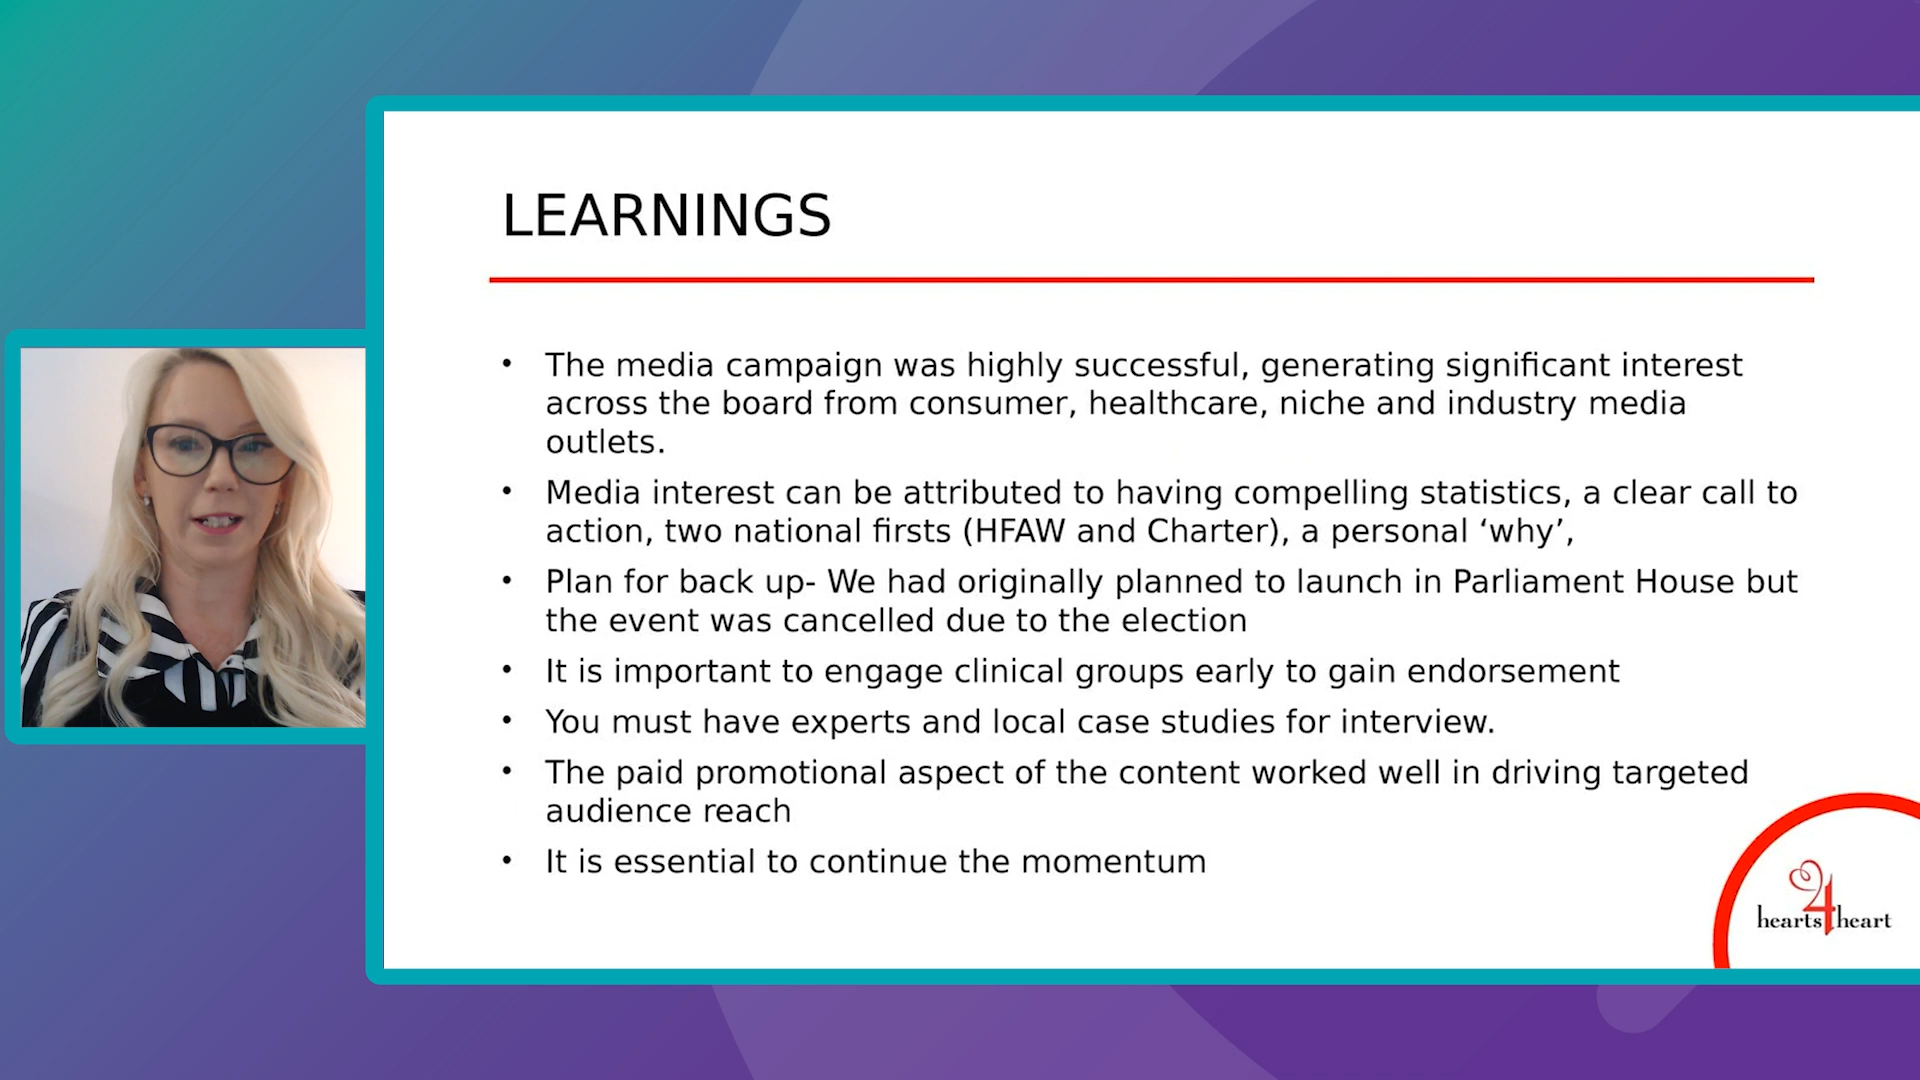 LEARNINGS
• The media campaign was highly successful, generating significant interest
across the board from consumer, healthcare, niche and industry media
outlets.
• Media interest can be attributed to having compelling statistics, a clear call to
action, two national firsts (HFAW and Charter), a personal ‘why’,
• Plan for back up- We had originally planned to launch in Parliament House but
the event was cancelled due to the election
• It is important to engage clinical groups early to gain endorsement
• You must have experts and local case studies for interview.
• The paid promotional aspect of the content worked well in driving targeted
audience reach
• It is essential to continue the momentum
hearts4heart